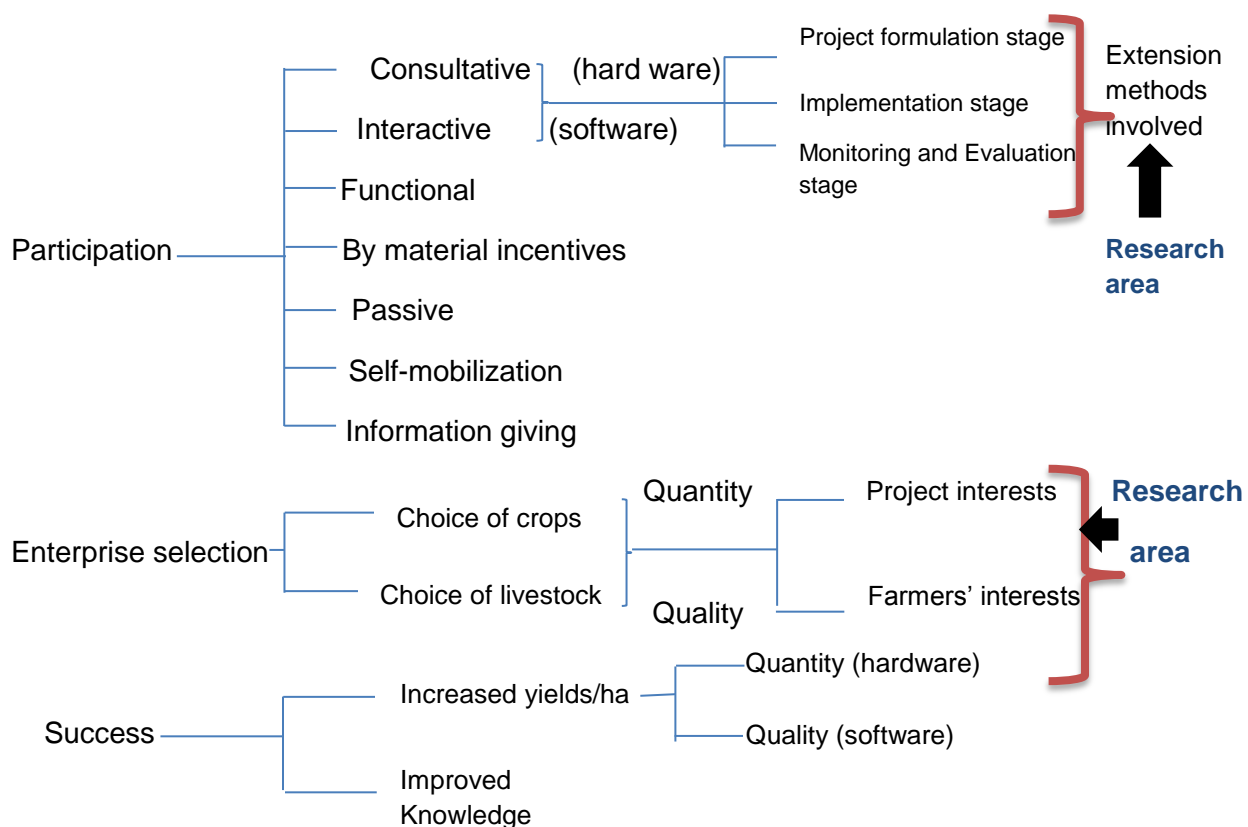 Participation
Consultative
(hard ware)
Interactive
(software)
Functional
By material incentives
Passive
Self-mobilization
Information giving
Project formulation stage
Implementation stage
Monitoring and Evaluation
stage
Extension
methods
involved
Research
area
Enterprise selection
Choice of crops
Choice of livestock
Quantity
Quality
Project interests
Farmers’ interests
Research
area
Success
Increased yields/ha
Improved
Knowledge
Quantity (hardware)
Quality (software)